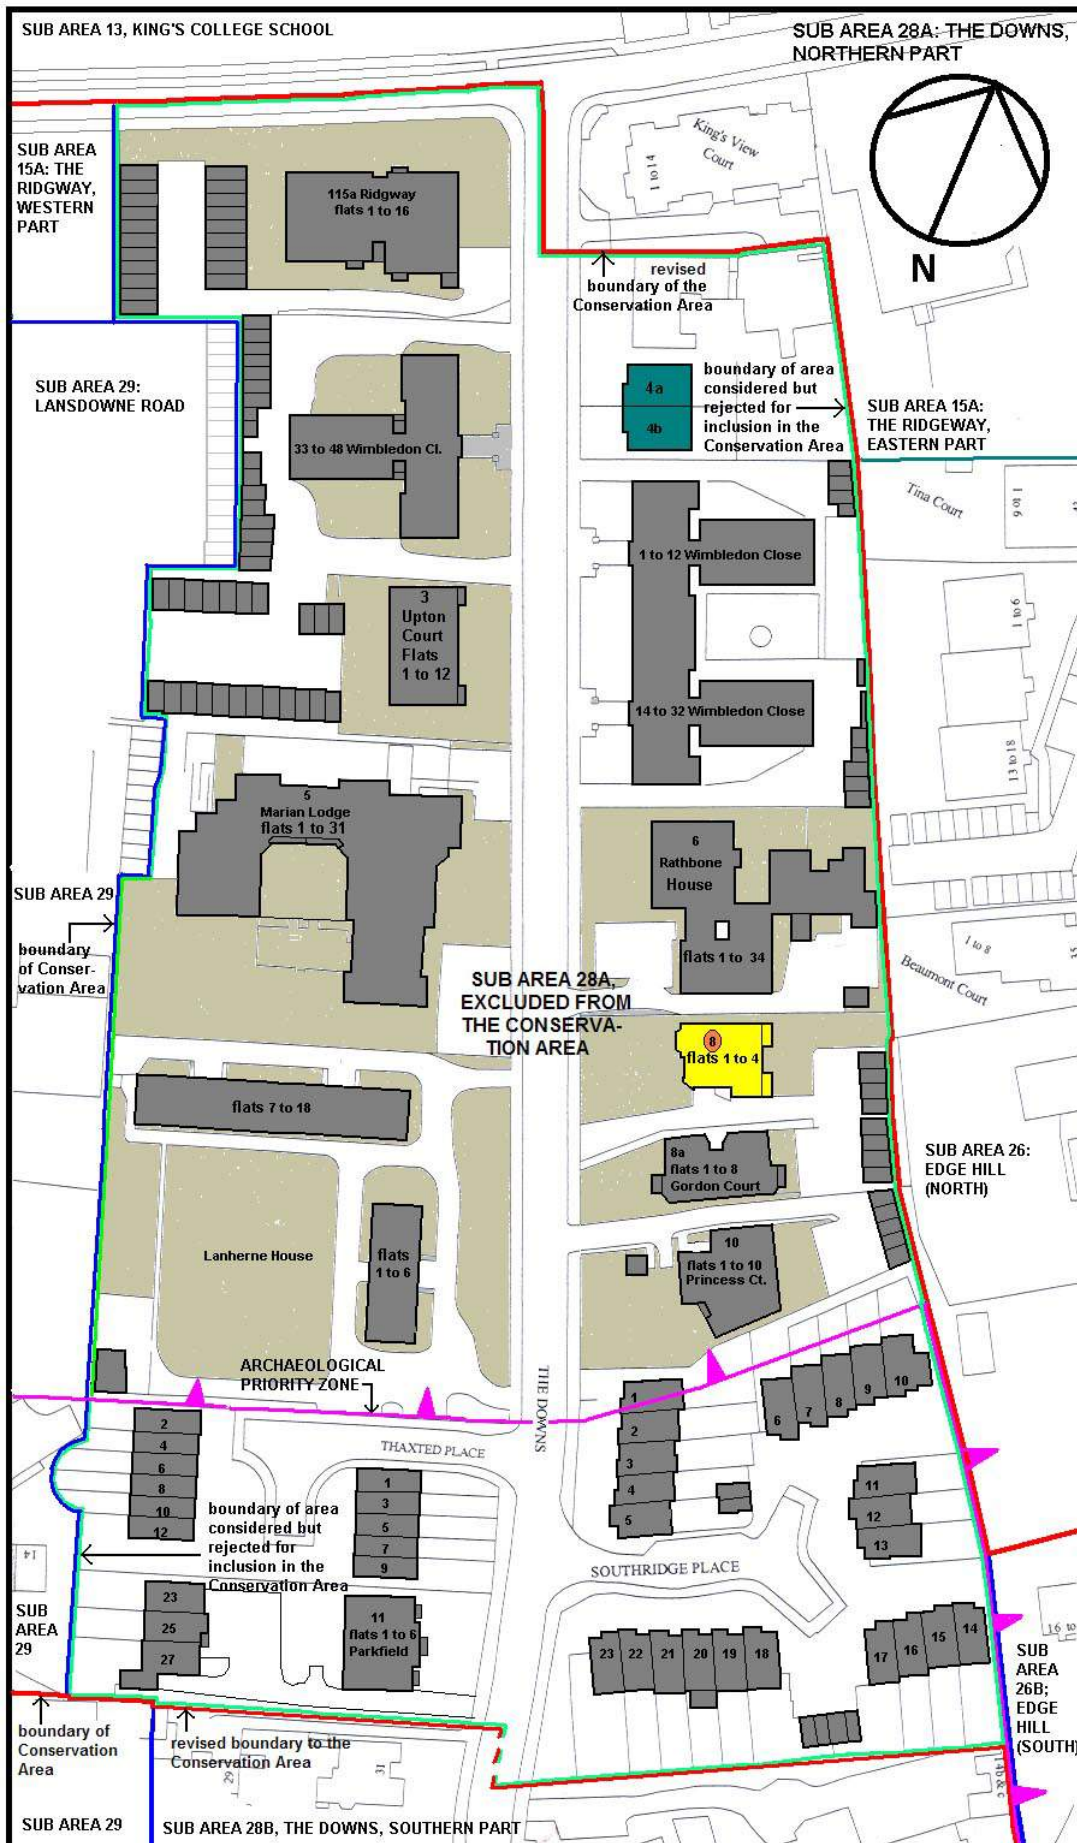 SUB AREA 13, KING'S COLLEGE SCHOOL
SUB AREA 28A: THE DOWNS,
NORTHERN PART
N
SUB AREA
15A: THE
RIDGWAY,
WESTERN
PART
115a Ridgway
flats 1 to 16
King's View
Court
1 to 14
revised
boundary of the
Conservation Area
SUB AREA 29:
LANSDOWNE ROAD
33 to 48 Wimbledon Cl.
4a
4b
boundary of area
considered but
rejected for
inclusion in the
Conservation Area
SUB AREA 15A:
THE RIDGEWAY,
EASTERN PART
Tina Court
1 to 6
1 to 12 Wimbledon Close
3
Upton
Court
Flats
1 to 12
1 to 6
14 to 32 Wimbledon Close
13 to 18
5
Marian Lodge
flats 1 to 31
6
Rathbone
House
flats 1 to 34
SUB AREA 29
boundary
of Conser-
vation Area
1 to 8
Beaumont Court
SUB AREA 28A,
EXCLUDED FROM
THE CONSERVA-
TION AREA
8
flats 1 to 4
flats 7 to 18
8a
flats 1 to 8
Gordon Court
SUB AREA 26:
EDGE HILL
(NORTH)
Lanherne House
flats
1 to 6
10
flats 1 to 10
Princess Ct.
ARCHAEOLOGICAL
PRIORITY ZONE
THE DOWNS
THAXTED PLACE
2
4
6
8
10
12
1
3
5
7
9
1
2
3
4
5
6
7
8
9
10
11
12
13
boundary of area
considered but
rejected for
inclusion in the
Conservation Area
14
SOUTHRIDGE PLACE
SUB
AREA
29
23
25
27
11
flats 1 to 6
Parkfield
23
22
21
20
19
18
17
16
15
14
16 to
SUB
AREA
26B;
EDGE
HILL
(SOUTH)
boundary of
Conservation
Area
revised boundary to the
Conservation Area
29
31
14b & c
SUB AREA 29
SUB AREA 28B, THE DOWNS, SOUTHERN PART